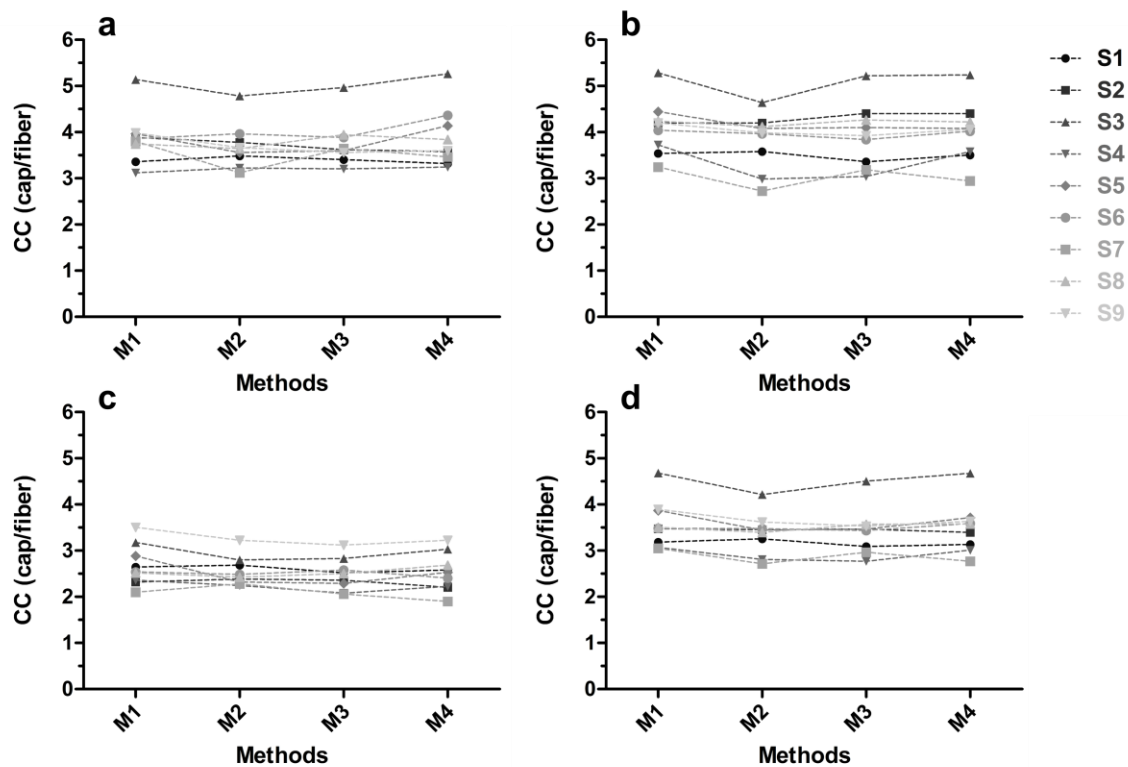 a
6
5
4
3
2
1
0
CC (cap/fiber)
M1 M2 M3 M4
Methods
b
6
5
4
3
2
1
0
CC (cap/fiber)
M1 M2 M3 M4
Methods
S1
S2
S3
S4
S5
S6
S7
S8
S9
c
6
5
4
3
2
1
0
CC (cap/fiber)
M1 M2 M3 M4
Methods
d
6
5
4
3
2
1
0
CC (cap/fiber)
M1 M2 M3 M4
Methods